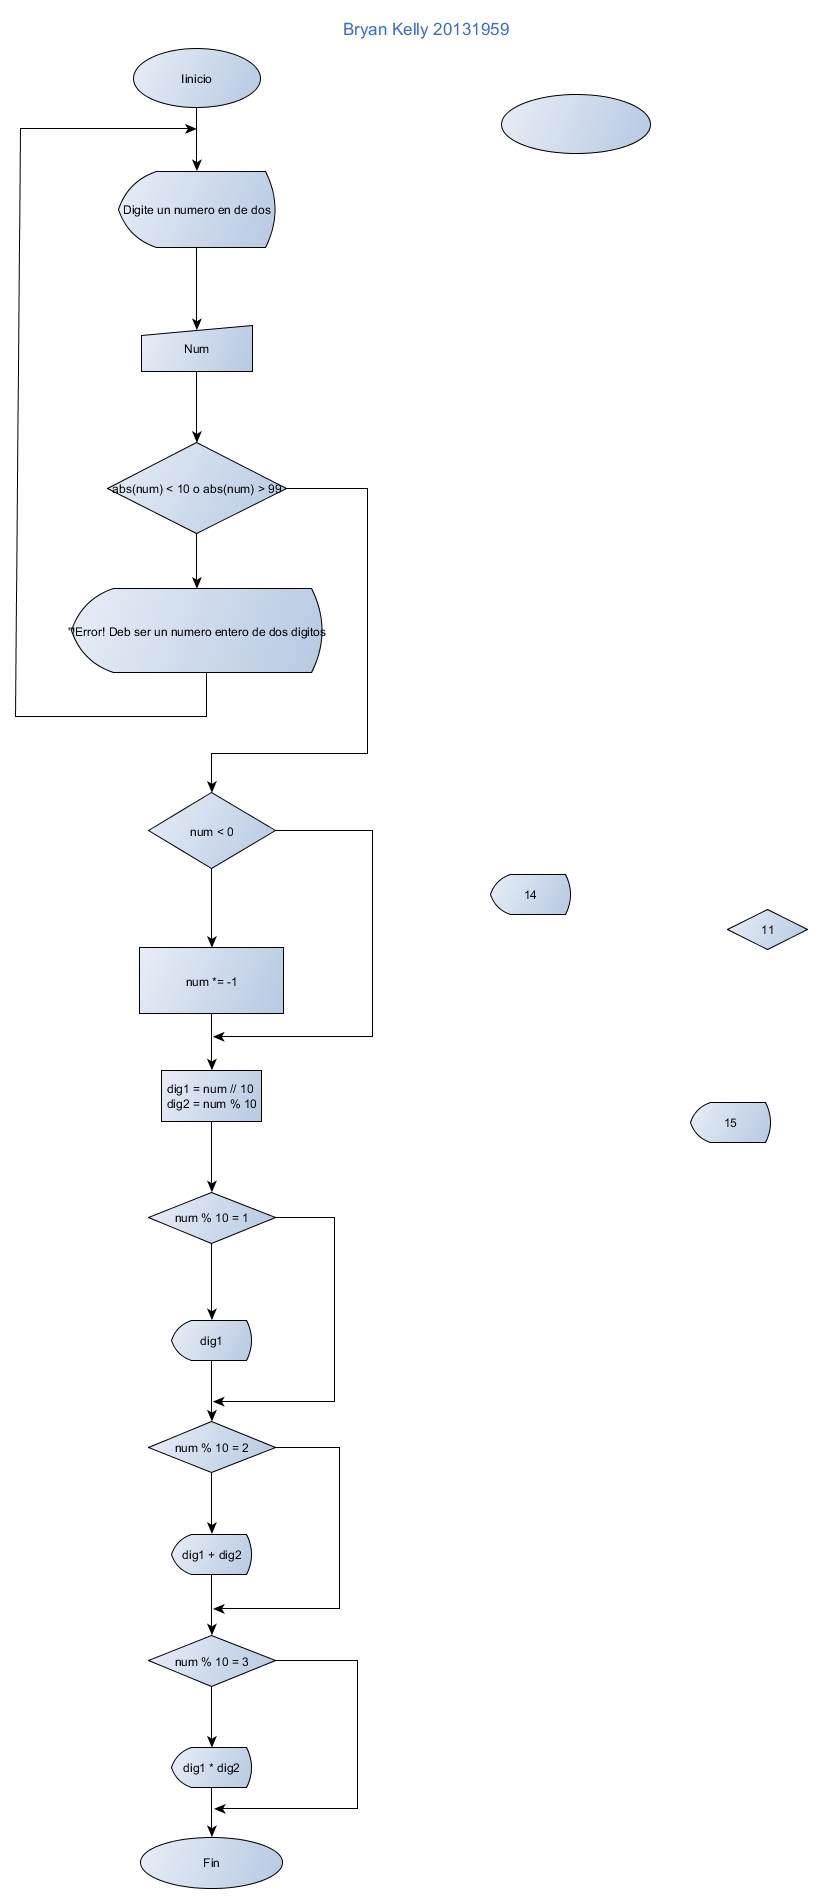 Bryan Kelly 20131959
Iinicio
Digite un numero en de dos
Num
abs(num) < 10 o abs(num) > 99
"!Error! Deb ser un numero entero de dos digitos
num < 0
14
11
num *= -1
dig1 = num // 10
dig2 = num % 10
15
num % 10 = 1
dig1
num % 10 = 2
dig1 + dig2
num % 10 = 3
dig1 * dig2
Fin